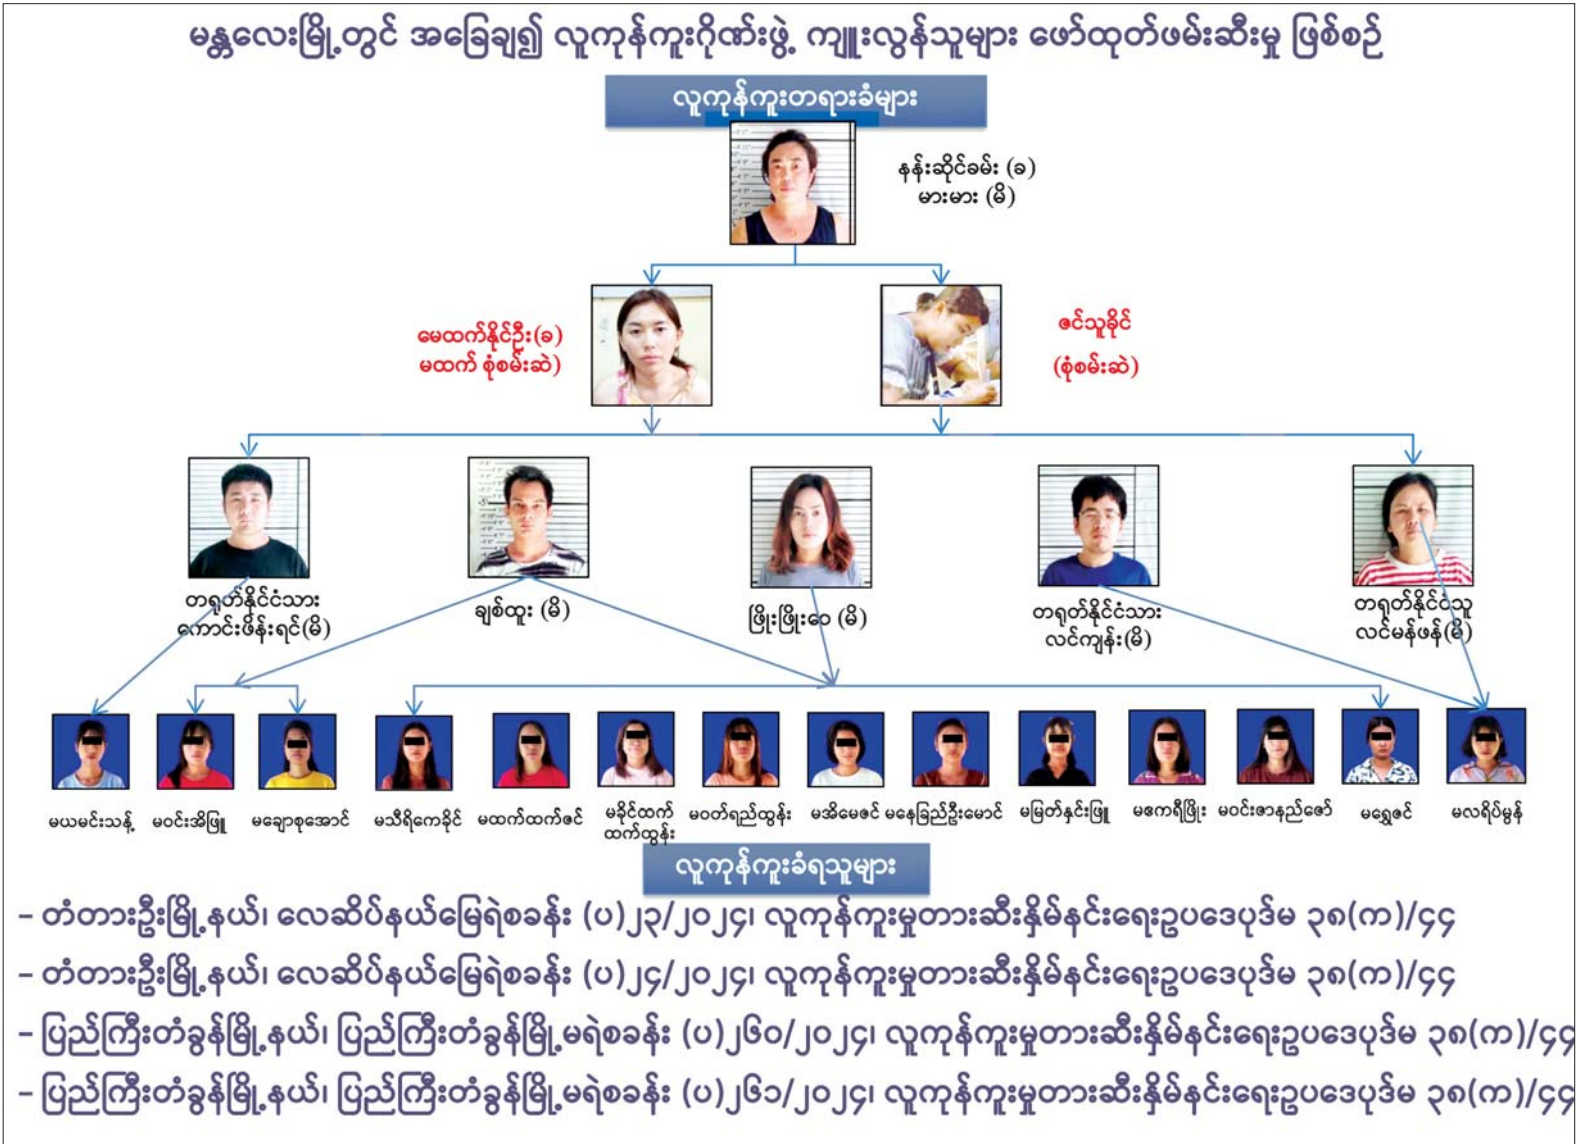 မန္တလေးမြို့တွင် အခြေချ၍ လူကုန်ကူးဂိုဏ်းဖွဲ့ ကျူးလွန်သူများ ဖော်ထုတ်ဖမ်းဆီးမှု ဖြစ်စဉ်
လူကုန်ကူးတရားခံများ
နန်းဆိုင်ခမ်း (ခ)
မားမား (မိ)
မေထက်နိုင်ဦး(ခ)
မထက် စုံစမ်းဆဲ)
ဇင်သူခိုင်
(စုံစမ်းဆဲ)
တရုတ်နိုင်ငံသား
ကောင်းဖိန်းရင်(မိ)
ချစ်ထူး (မိ)
ဖြိုးဖြိုးဝေ (မိ)
တရုတ်နိုင်ငံသား
လင်ကျန်း(မိ)
တရုတ်နိုင်ငံသူ
လင်မန်ဖန်(မိ)
မယမင်းသန့် မဝင်းအိဖြူ မချောစုအောင် မသီရိကေခိုင် မထက်ထက်ဇင် မခိုင်ထက် မဝတ်ရည်ထွန်း မအိမေဇင် မနေခြည်ဦးမောင် မမြတ်နှင်းဖြူ မဧကရီဖြိုး မဝင်းဇာနည်ဇော် မရွှေဇင် မလရိပ်မွန်
ထက်ထွန်း
လူကုန်ကူးခံရသူများ
– တံတားဦးမြို့နယ်၊ လေဆိပ်နယ်မြေရဲစခန်း (ပ)၂၃/၂၀၂၄၊ လူကုန်ကူးမှုတားဆီးနှိမ်နင်းရေးဥပဒေပုဒ်မ ၃၈(က)/၄၄
– တံတားဦးမြို့နယ်၊ လေဆိပ်နယ်မြေရဲစခန်း (ပ)၂၄/၂၀၂၄၊ လူကုန်ကူးမှုတားဆီးနှိမ်နင်းရေးဥပဒေပုဒ်မ ၃၈(က)/၄၄
– ပြည်ကြီးတံခွန်မြို့နယ်၊ ပြည်ကြီးတံခွန်မြို့မရဲစခန်း (ပ)၂၆၀/၂၀၂၄၊ လူကုန်ကူးမှုတားဆီးနှိမ်နင်းရေးဥပဒေပုဒ်မ ၃၈(က)/၄၄
– ပြည်ကြီးတံခွန်မြို့နယ်၊ ပြည်ကြီးတံခွန်မြို့မရဲစခန်း (ပ)၂၆၁/၂၀၂၄၊ လူကုန်ကူးမှုတားဆီးနှိမ်နင်းရေးဥပဒေပုဒ်မ ၃၈(က)/၄၄